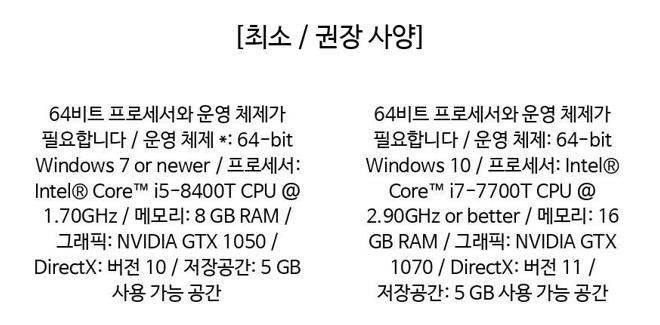 [최소 / 권장 사양]
64비트 프로세서와 운영 체제가
필요합니다 / 운영 체제 *: 64-bit
Windows 7 or newer / 프로세서:
Intel® Core™ i5-8400T CPU @
1.70GHz / 메모리: 8 GB RAM /
그래픽: NVIDIA GTX 1050 /
DirectX: 버전 10 / 저장공간: 5 GB
사용 가능 공간
64비트 프로세서와 운영 체제가
필요합니다 / 운영 체제: 64-bit
Windows 10 / 프로세서: Intel®
Core™ i7-7700T CPU @
2.90GHz or better / 메모리: 16
GB RAM / 그래픽: NVIDIA GTX
1070 / DirectX: 버전 11 /
저장공간: 5 GB 사용 가능 공간